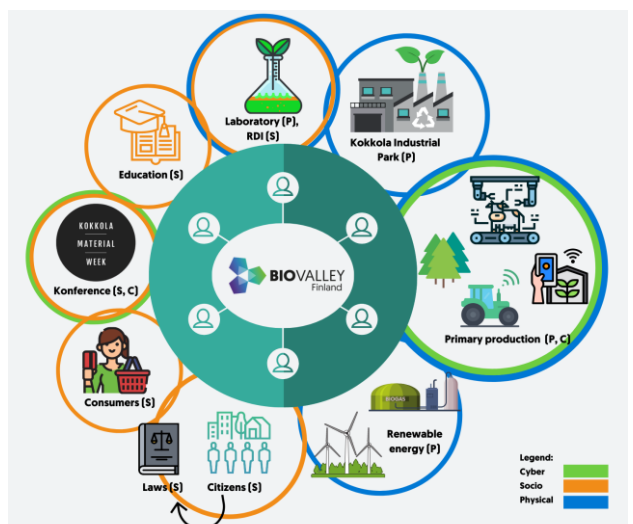 Laboratory (P),
RDI (S)
Kokkola Industrial
Park (P)
Education (S)
KOKKOLA
MATERIAL
WEEK
Konference (S, C)
BIOVALLEY
Finland
Primary production (P, C)
Consumers (S)
BIOGAS
Renewable
energy (P)
Laws (S)
Citizens (S)
Legend:
Cyber
Socio
Physical